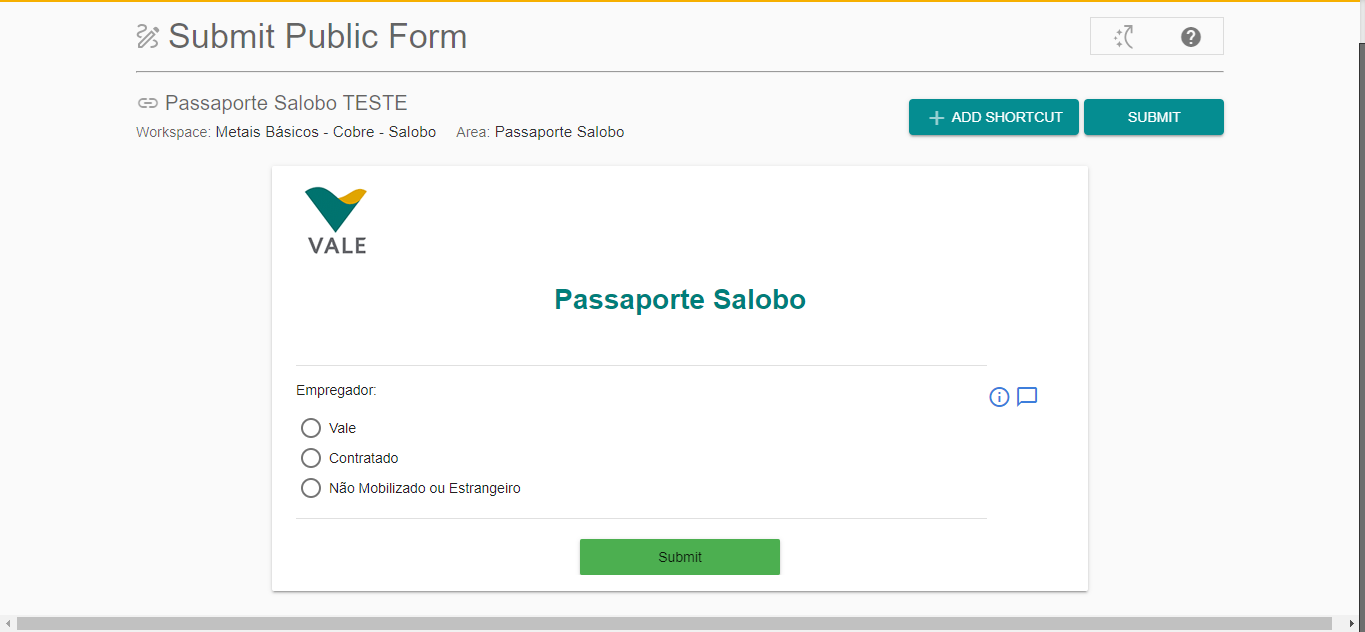 Submit Public Form
Passaporte Salobo TESTE
Workspace: Metais Básicos - Cobre - Salobo Area: Passaporte Salobo
ADD SHORTCUT
SUBMIT
VALE
Passaporte Salobo
Empregador:
Vale
Contratado
Não Mobilizado ou Estrangeiro
Submit